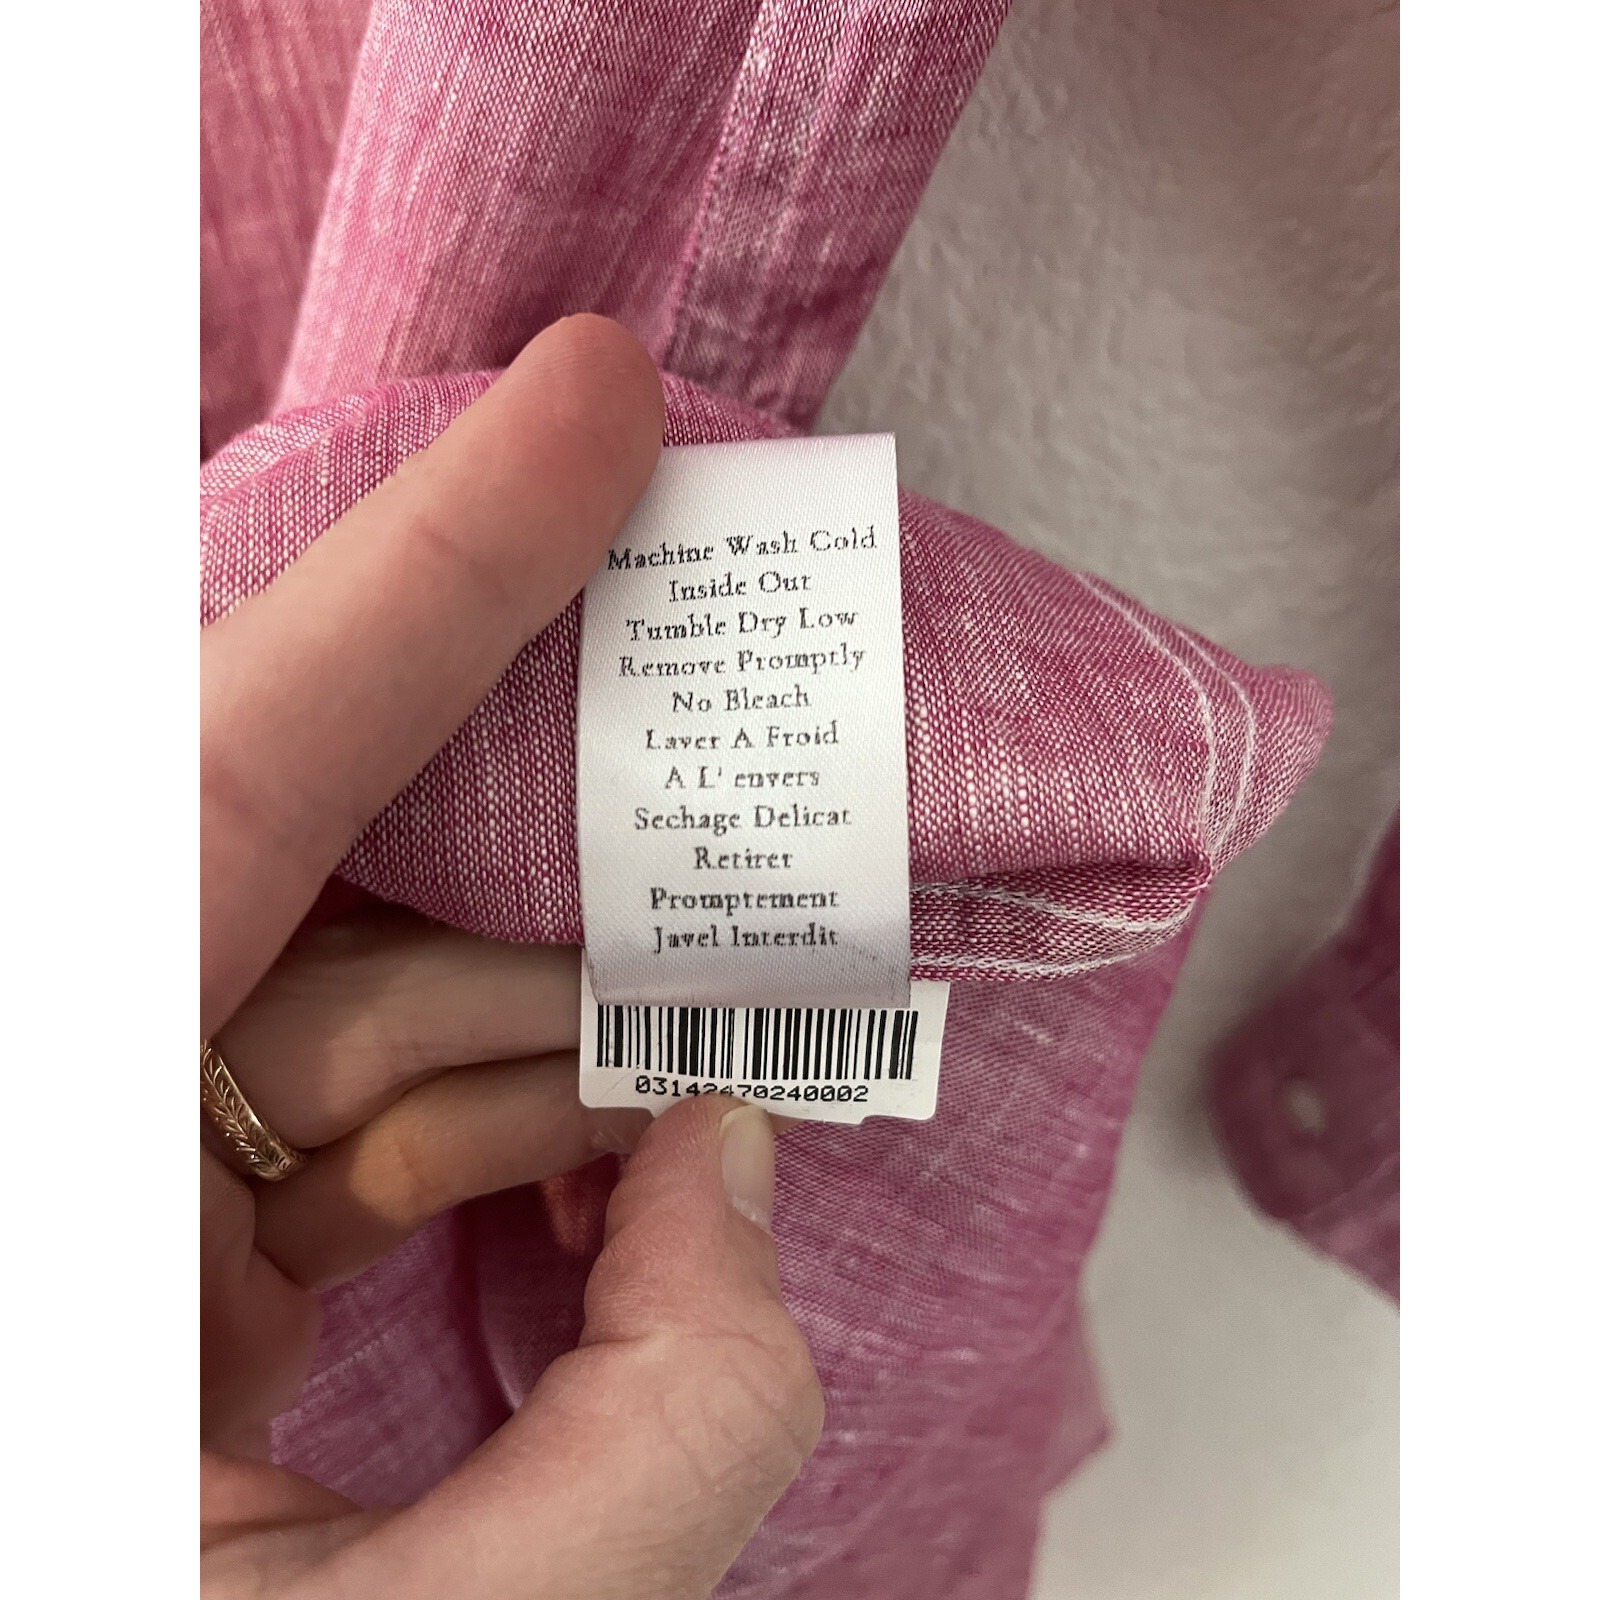 Machine Wash Cold
Inside Out
Tumble Dry Low
Remove Promptly
No Bleach
Laver A Froid
A L' envers
Sechage Delicat
Retirer
Promptement
Javel Interdit
03142470240002